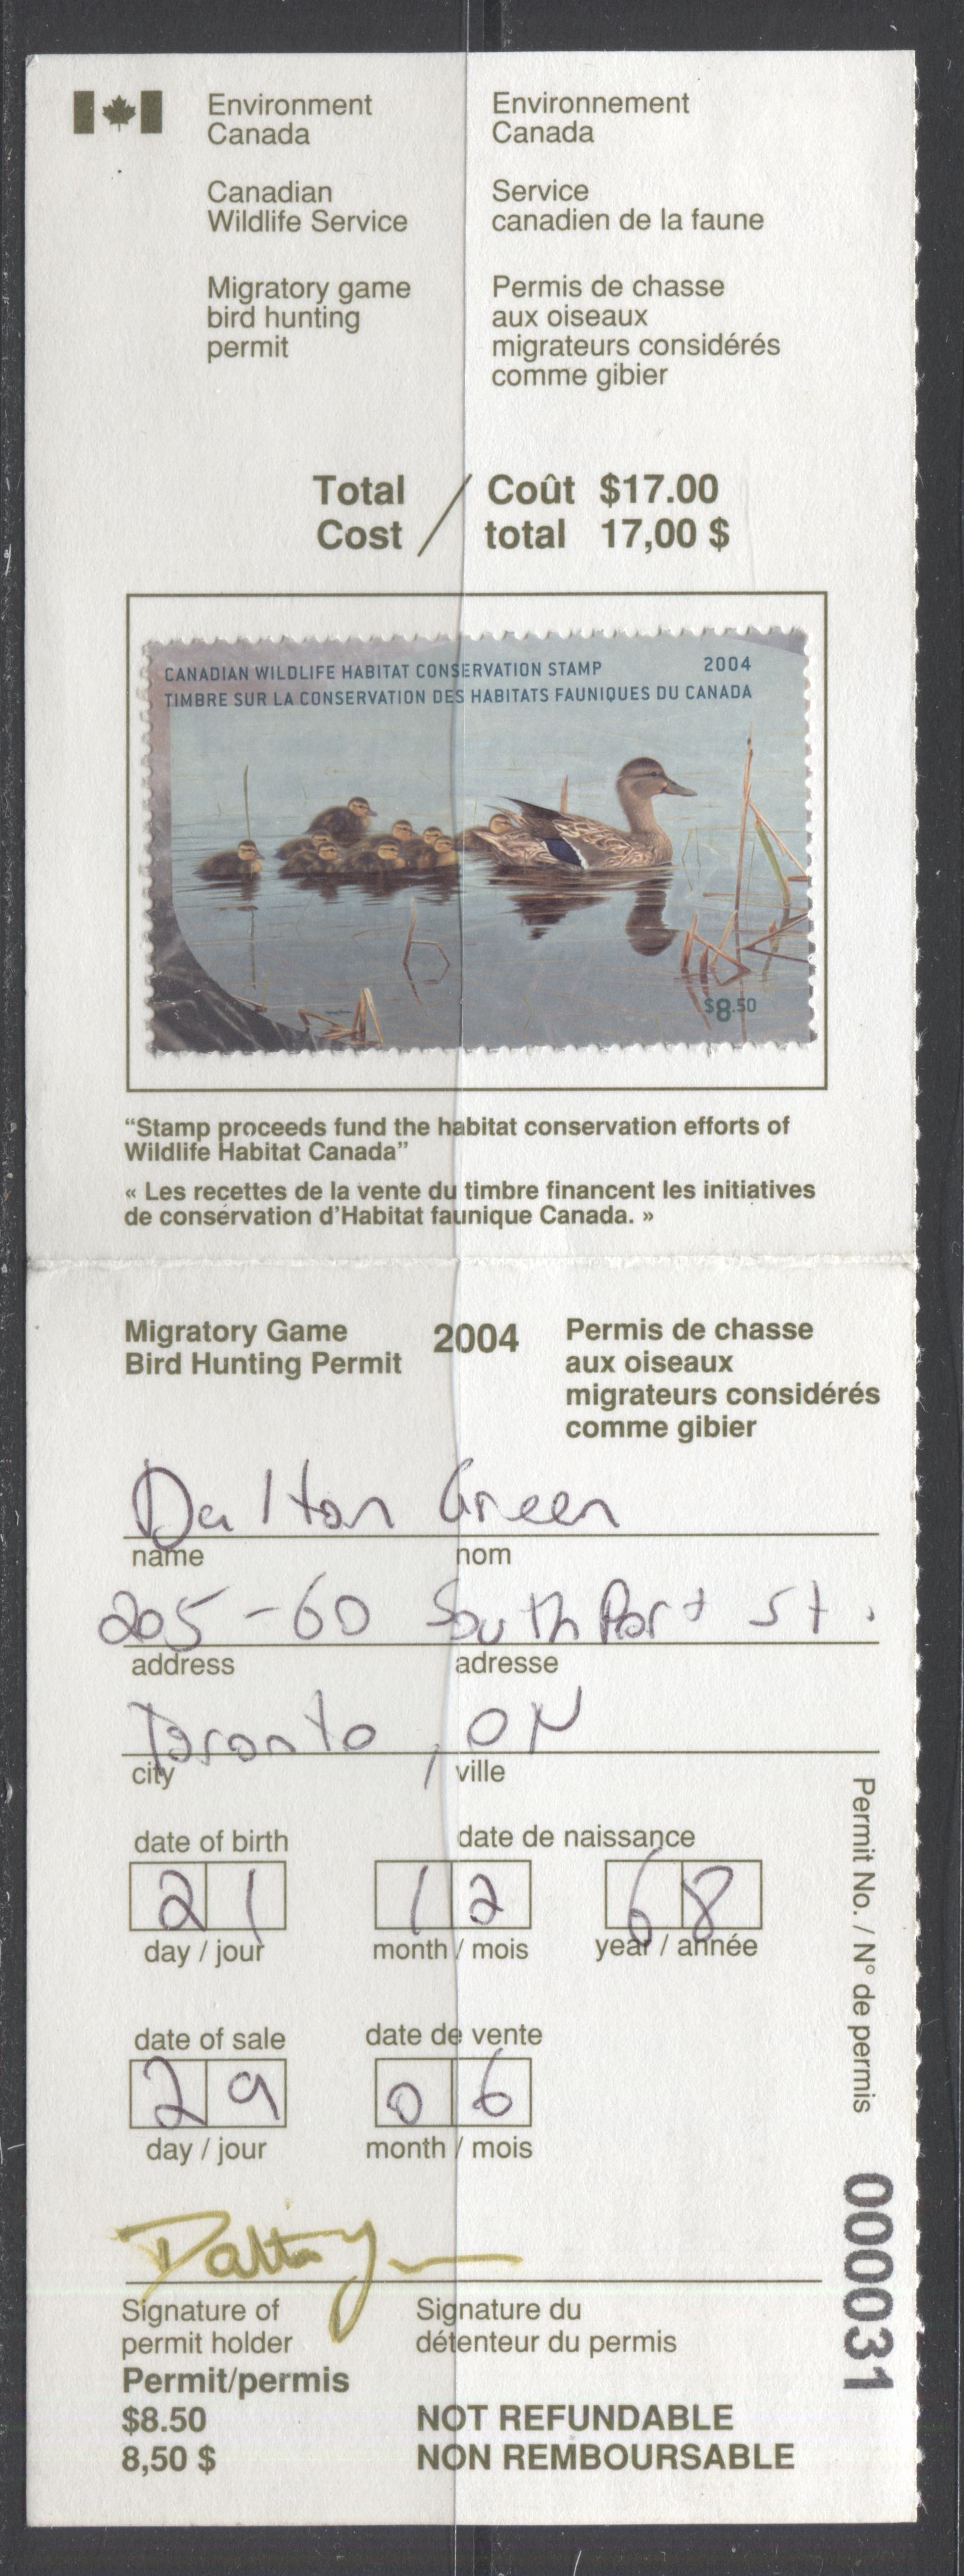 Environment
Canada
Environnement
Canada
Canadian
Wildlife Service
Service
canadien de la faune
Migratory game
bird hunting
permit
Permis de chasse
aux oiseaux
migrateurs considérés
comme gibier
Total
Cost
/
Coût $17.00
total 17,00 $
CANADIAN WILDLIFE HABITAT CONSERVATION STAMP 2004
TIMBRE SUR LA CONSERVATION DES HABITATS FAUNIQUES DU CANADA
$8.50
“Stamp proceeds fund the habitat conservation efforts of
Wildlife Habitat Canada”
« Les recettes de la vente du timbre financent les initiatives
de conservation d'Habitat faunique Canada. »
Migratory Game
Bird Hunting Permit
2004
Permis de chasse
aux oiseaux
migrateurs considérés
comme gibier
Dalton Green
name nom
205-60 SouthPort St.
address adresse
Toronto, ON
city ville
date of birth date de naissance
21 12 68
day / jour month / mois year / année
date of sale date de vente
29 06
day / jour month / mois
Signature of
permit holder
Signature du
détenteur du permis
Permit/permis
$8.50
8,50 $
NOT REFUNDABLE
NON REMBOURSABLE
Permit No. / N° de permis 000031